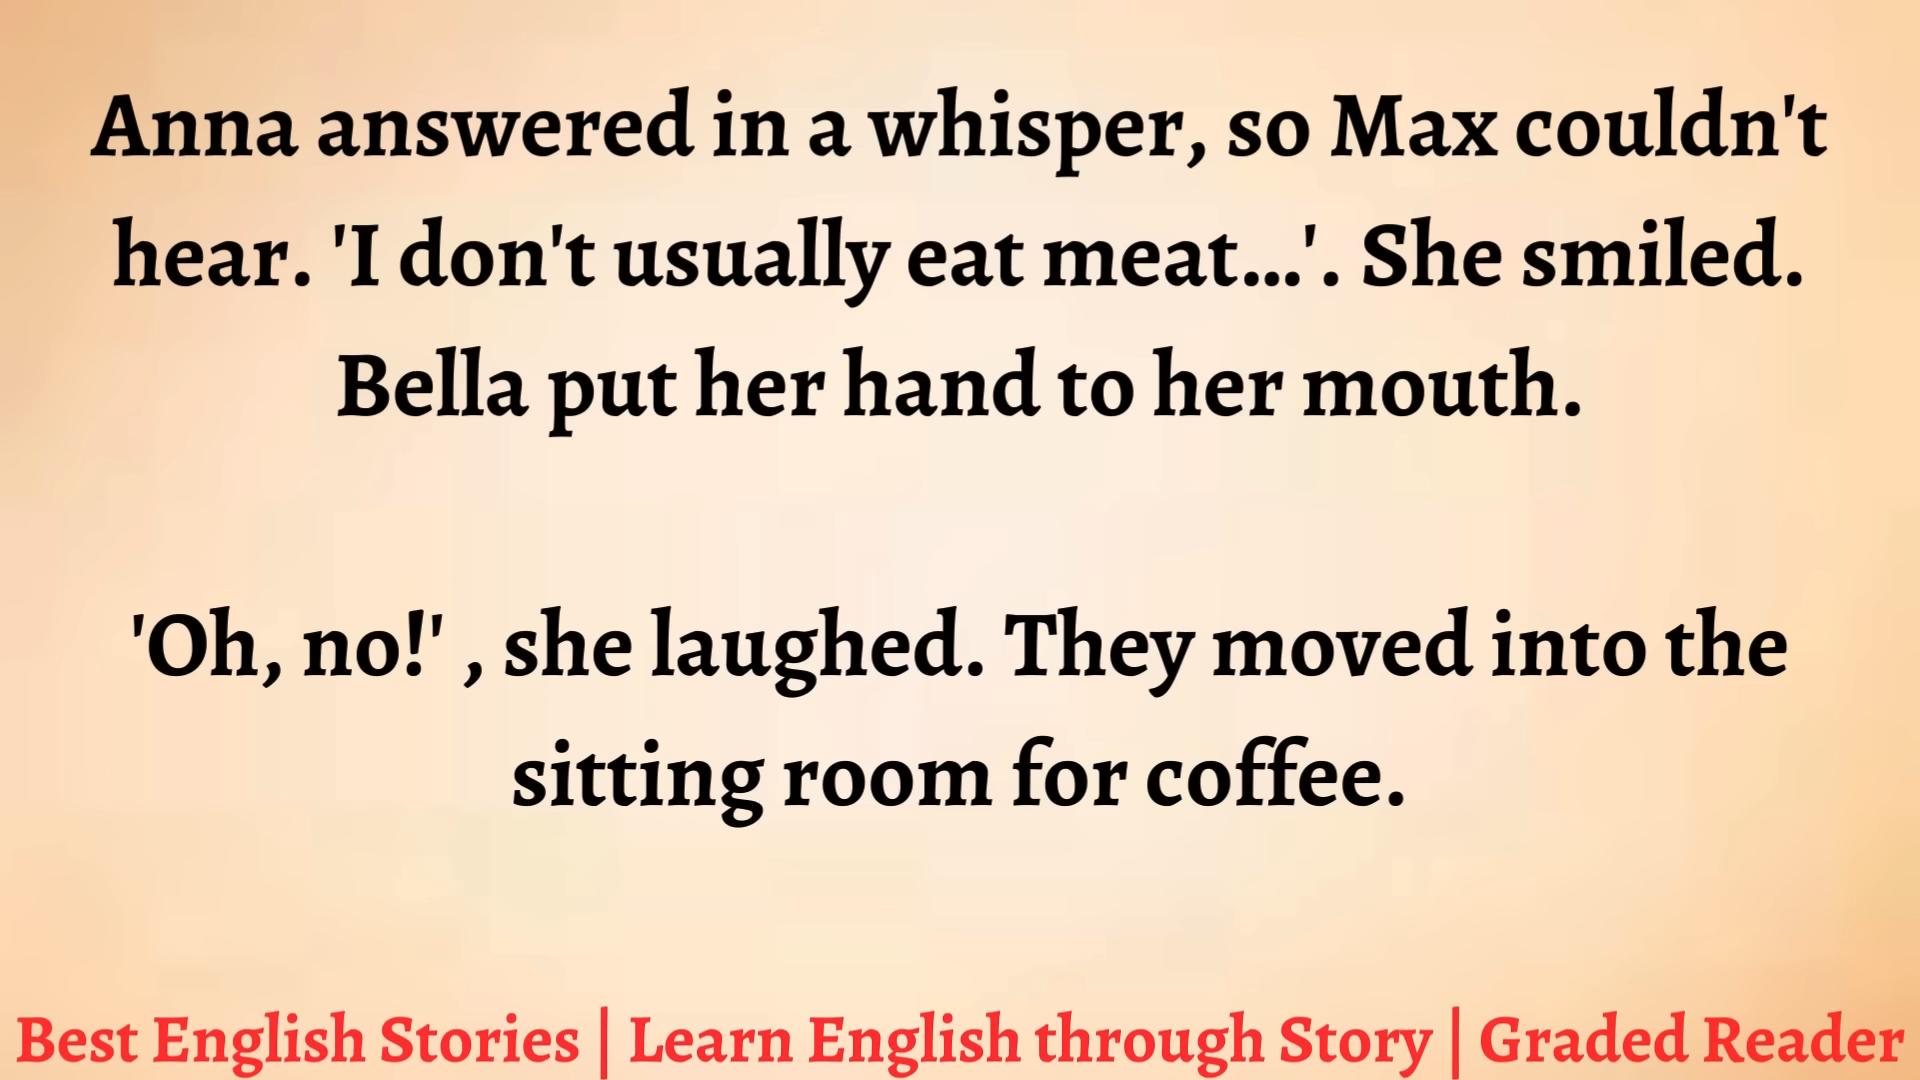 Anna answered in a whisper, so Max couldn't
hear. 'I don't usually eat meat...'. She smiled.
Bella put her hand to her mouth.
'Oh, no!' , she laughed. They moved into the
sitting room for coffee.
Best English Stories | Learn English through Story | Graded Reader